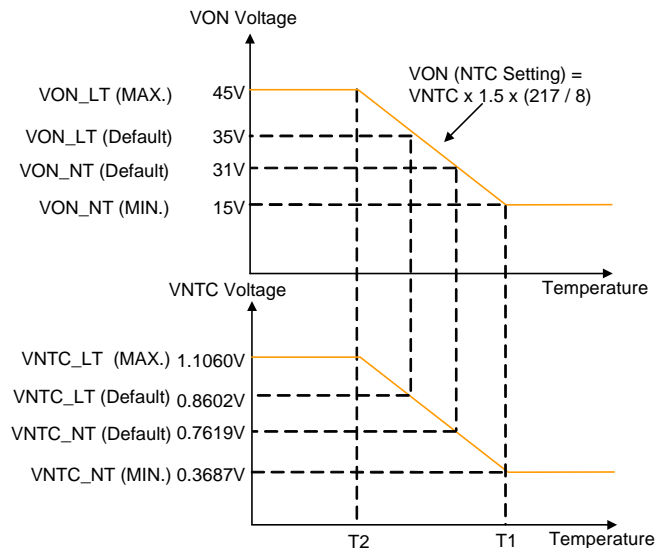 VON Voltage
VON (NTC Setting) =
VNTC x 1.5 x (217 / 8)
VON_LT (MAX.) 45V
VON_LT (Default) 35V
VON_NT (Default) 31V
VON_NT (MIN.) 15V
Temperature
VNTC Voltage
VNTC_LT (MAX.) 1.1060V
VNTC_LT (Default) 0.8602V
VNTC_NT (Default) 0.7619V
VNTC_NT (MIN.) 0.3687V
T2 T1 Temperature